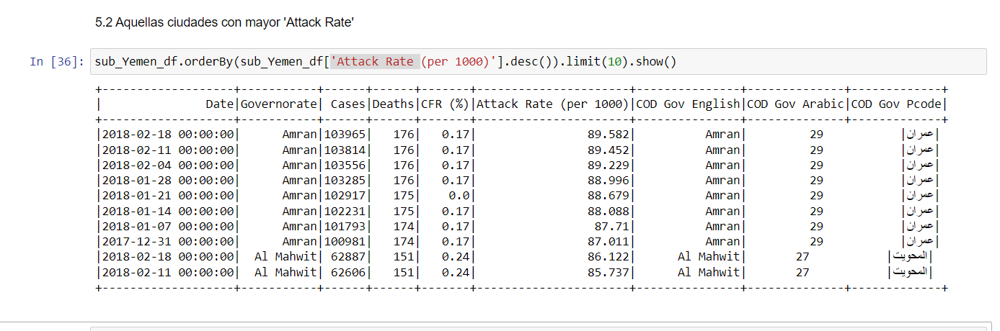 5.2 Aquellas ciudades con mayor 'Attack Rate'
In [36]: sub_Yemen_df.orderBy(sub_Yemen_df['Attack Rate (per 1000)'].desc()).limit(10).show()
+-------------------+-----------+------+------+-------+----------------------+---------------+--------------+-------------+
|               Date|Governorate| Cases|Deaths|CFR (%)|Attack Rate (per 1000)|COD Gov English|COD Gov Arabic|COD Gov Pcode|
+-------------------+-----------+------+------+-------+----------------------+---------------+--------------+-------------+
|2018-02-18 00:00:00|      Amran|103965|   176|   0.17|                89.582|          Amran|         29|عمران|
|2018-02-11 00:00:00|      Amran|103814|   176|   0.17|                89.452|          Amran|         29|عمران|
|2018-02-04 00:00:00|      Amran|103556|   176|   0.17|                89.229|          Amran|         29|عمران|
|2018-01-28 00:00:00|      Amran|103285|   176|   0.17|                88.996|          Amran|         29|عمران|
|2018-01-21 00:00:00|      Amran|102917|   175|    0.0|                88.679|          Amran|         29|عمران|
|2018-01-14 00:00:00|      Amran|102231|   175|   0.17|                88.088|          Amran|         29|عمران|
|2018-01-07 00:00:00|      Amran|101793|   174|   0.17|                 87.71|          Amran|         29|عمران|
|2017-12-31 00:00:00|      Amran|100981|   174|   0.17|                87.011|          Amran|         29|عمران|
|2018-02-18 00:00:00|  Al Mahwit| 62887|   151|   0.24|                86.122|      Al Mahwit|       27|المحويت|
|2018-02-11 00:00:00|  Al Mahwit| 62606|   151|   0.24|                85.737|      Al Mahwit|       27|المحويت|
+-------------------+-----------+------+------+-------+----------------------+---------------+--------------+-------------+